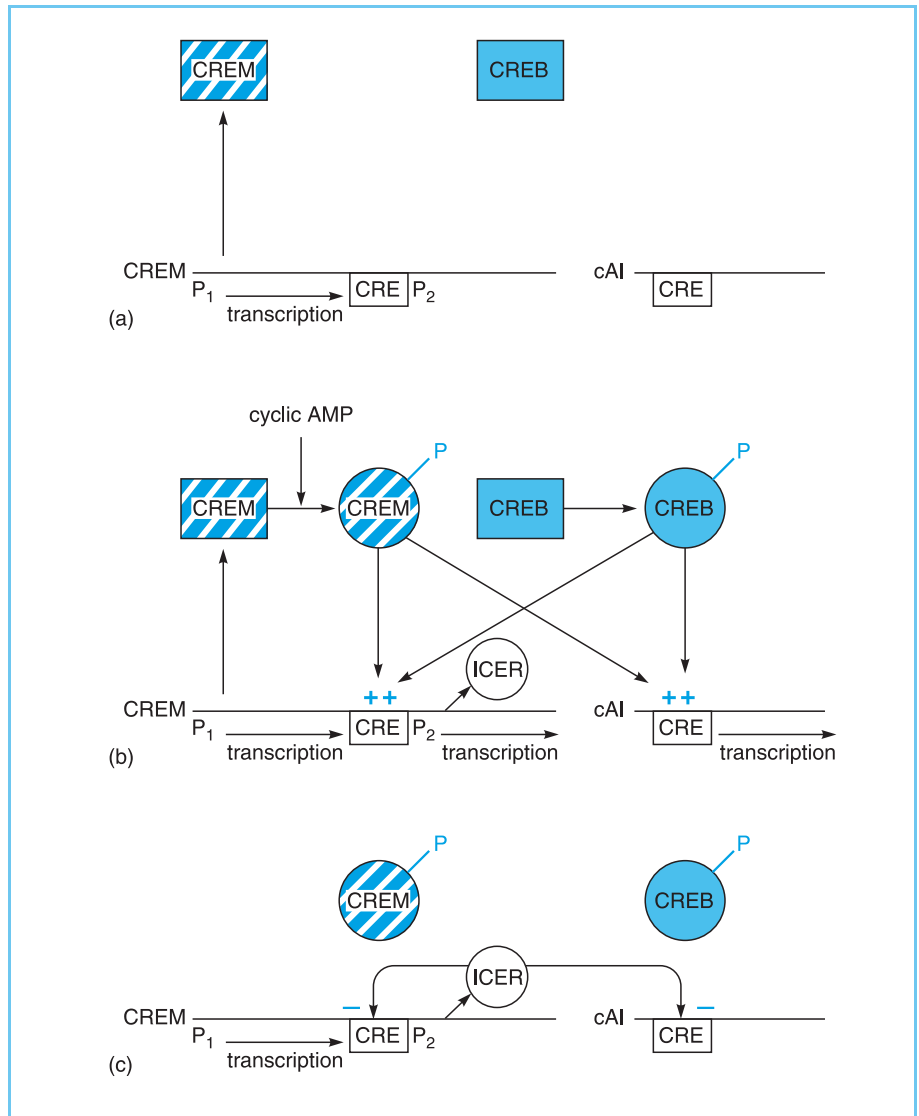 CREM CREB
CREM cAI
P1 CRE P2 CRE
transcription
(a)
cyclic AMP
P P
CREM CREM CREB CREB
ICER
++ ++
CREM cAI
P1 CRE P2 CRE
transcription transcription transcription
(b)
P P
CREM CREB
ICER
– –
CREM cAI
P1 CRE P2 CRE
transcription
(c)